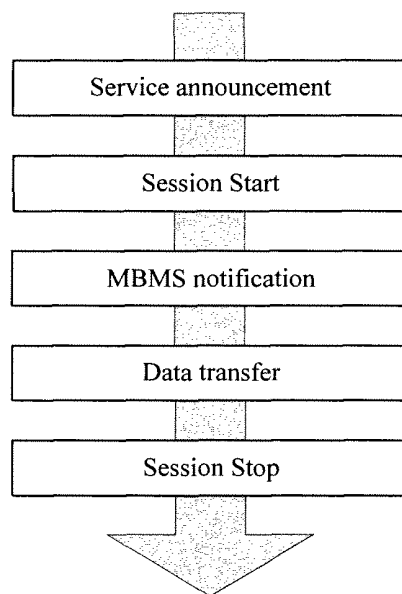 Service announcement
Session Start
MBMS notification
Data transfer
Session Stop